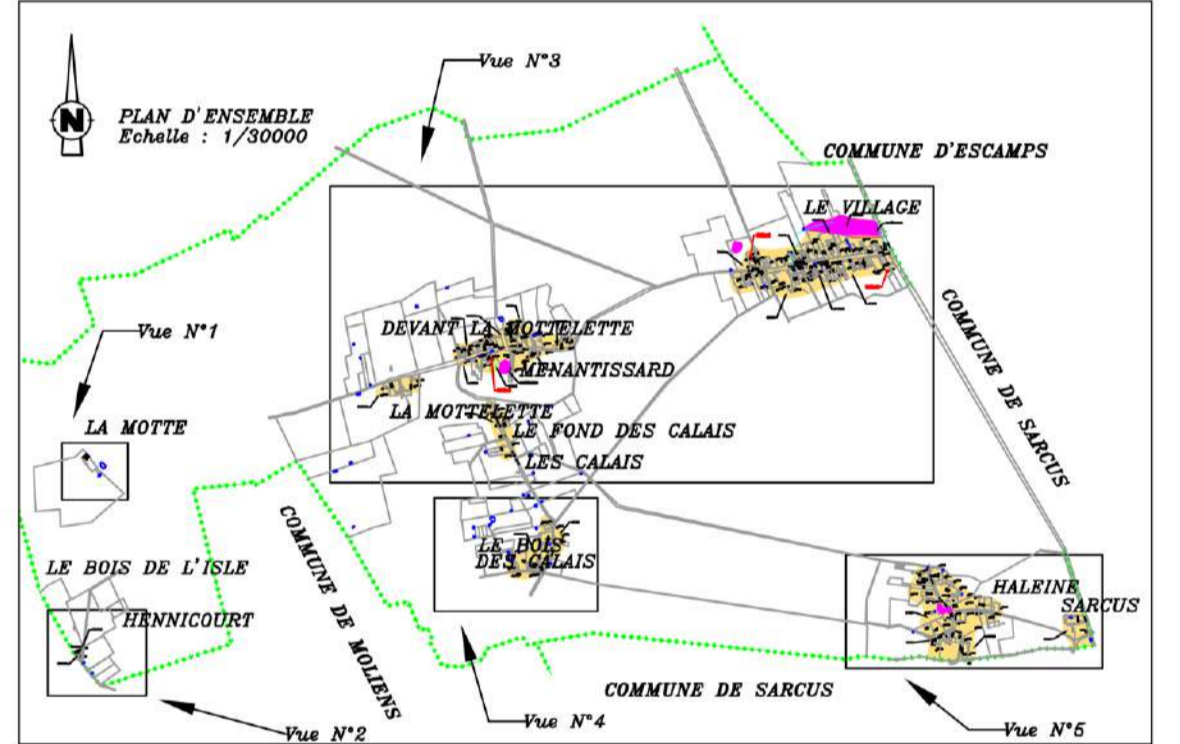 Vue N°3
N
PLAN D'ENSEMBLE
Echelle : 1/30000
COMMUNE D'ESCAMPS
LE VILLAGE
COMMUNE DE SARCUS
Vue N°1
DEVANT LA MOTTELETTE
MENANTISSARD
LA MOTTELETTE
LA MOTTE
LE FOND DES CALAIS
LES CALAIS
COMMUNE DE MOLIENS
LE BOIS
DES CALAIS
LE BOIS DE L'ISLE
HENNICOURT
HALEINE
SARCUS
COMMUNE DE SARCUS
Vue N°2
Vue N°4
Vue N°5